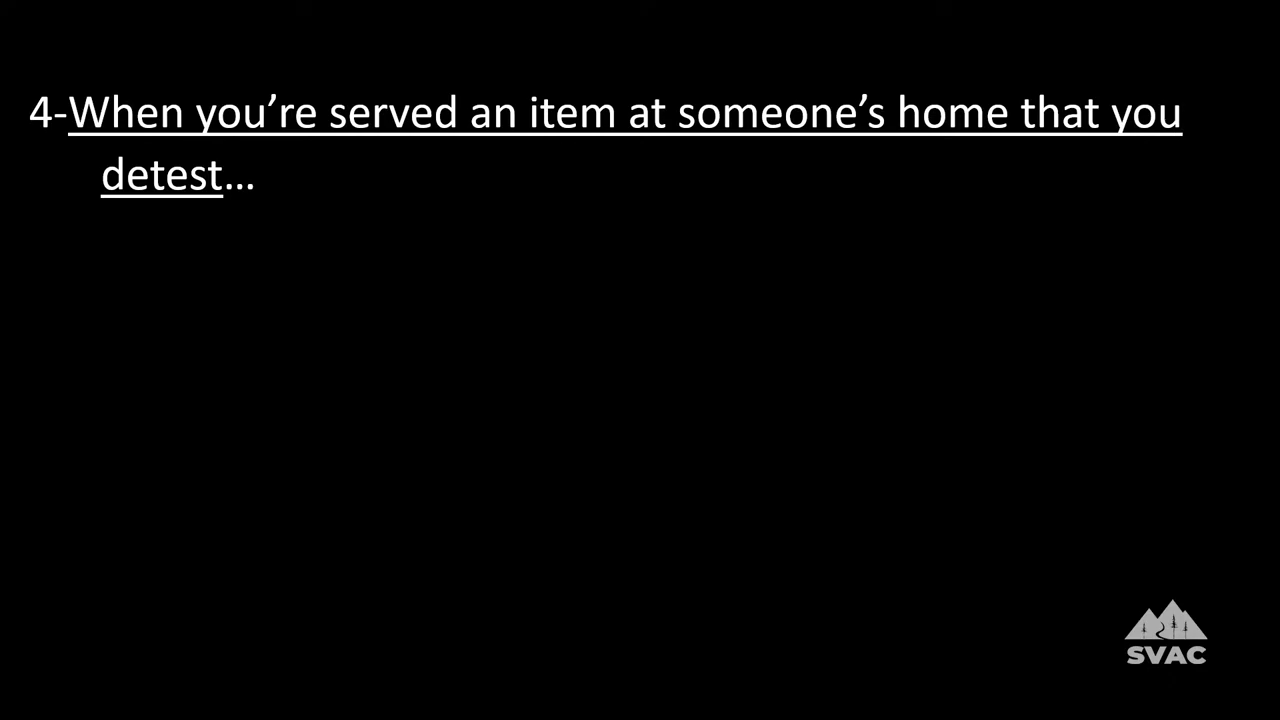 4-When you’re served an item at someone’s home that you
detest…
SVAC